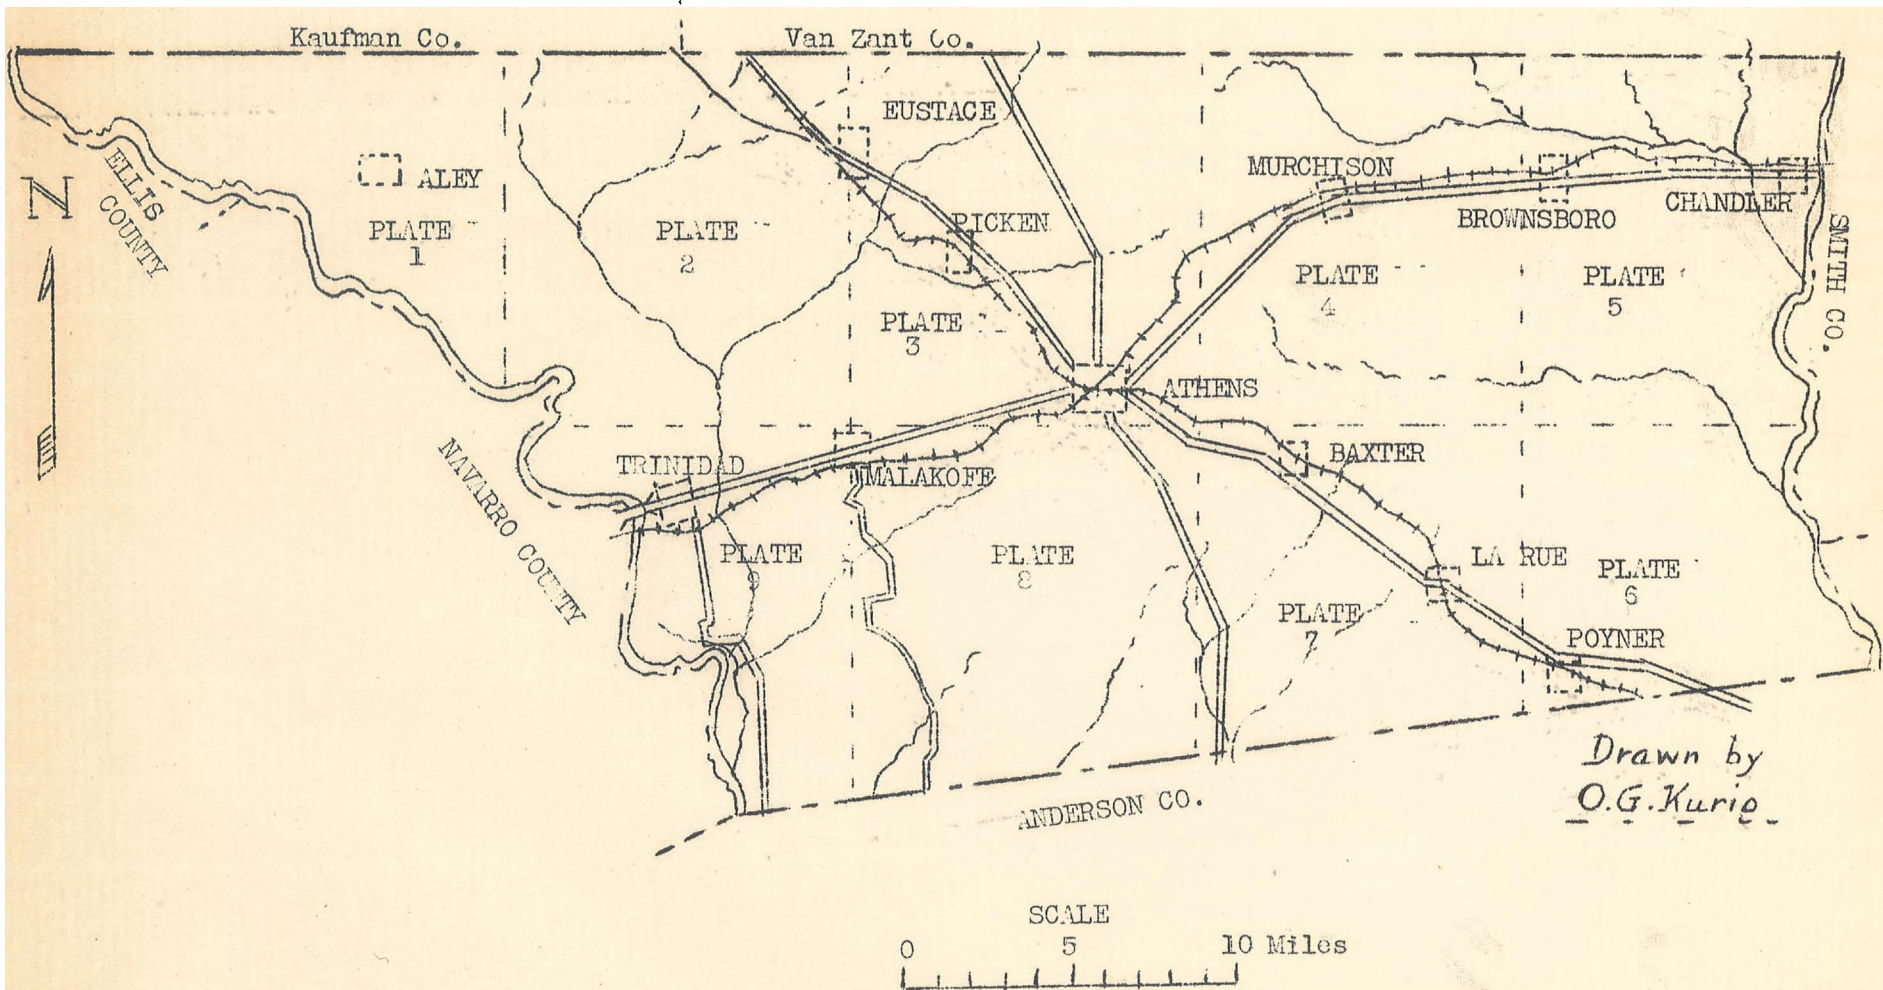 Kaufman Co.
Van Zant Co.
EUSTACE
ALEY
ELLIS
COUNTY
N
MURCHISON
BROWNSBORO
CHANDLER
SMITH CO.
PICKEN
PLATE
1
PLATE
2
PLATE
3
PLATE
4
PLATE
5
ATHENS
BAXTER
TRINIDAD
MALAKOFF
NAVARRO COUNTY
PLATE
9
PLATE
8
LA RUE
PLATE
6
PLATE
7
POYNER
Drawn by
O.G.Kurio
ANDERSON CO.
SCALE
0 5 10 Miles